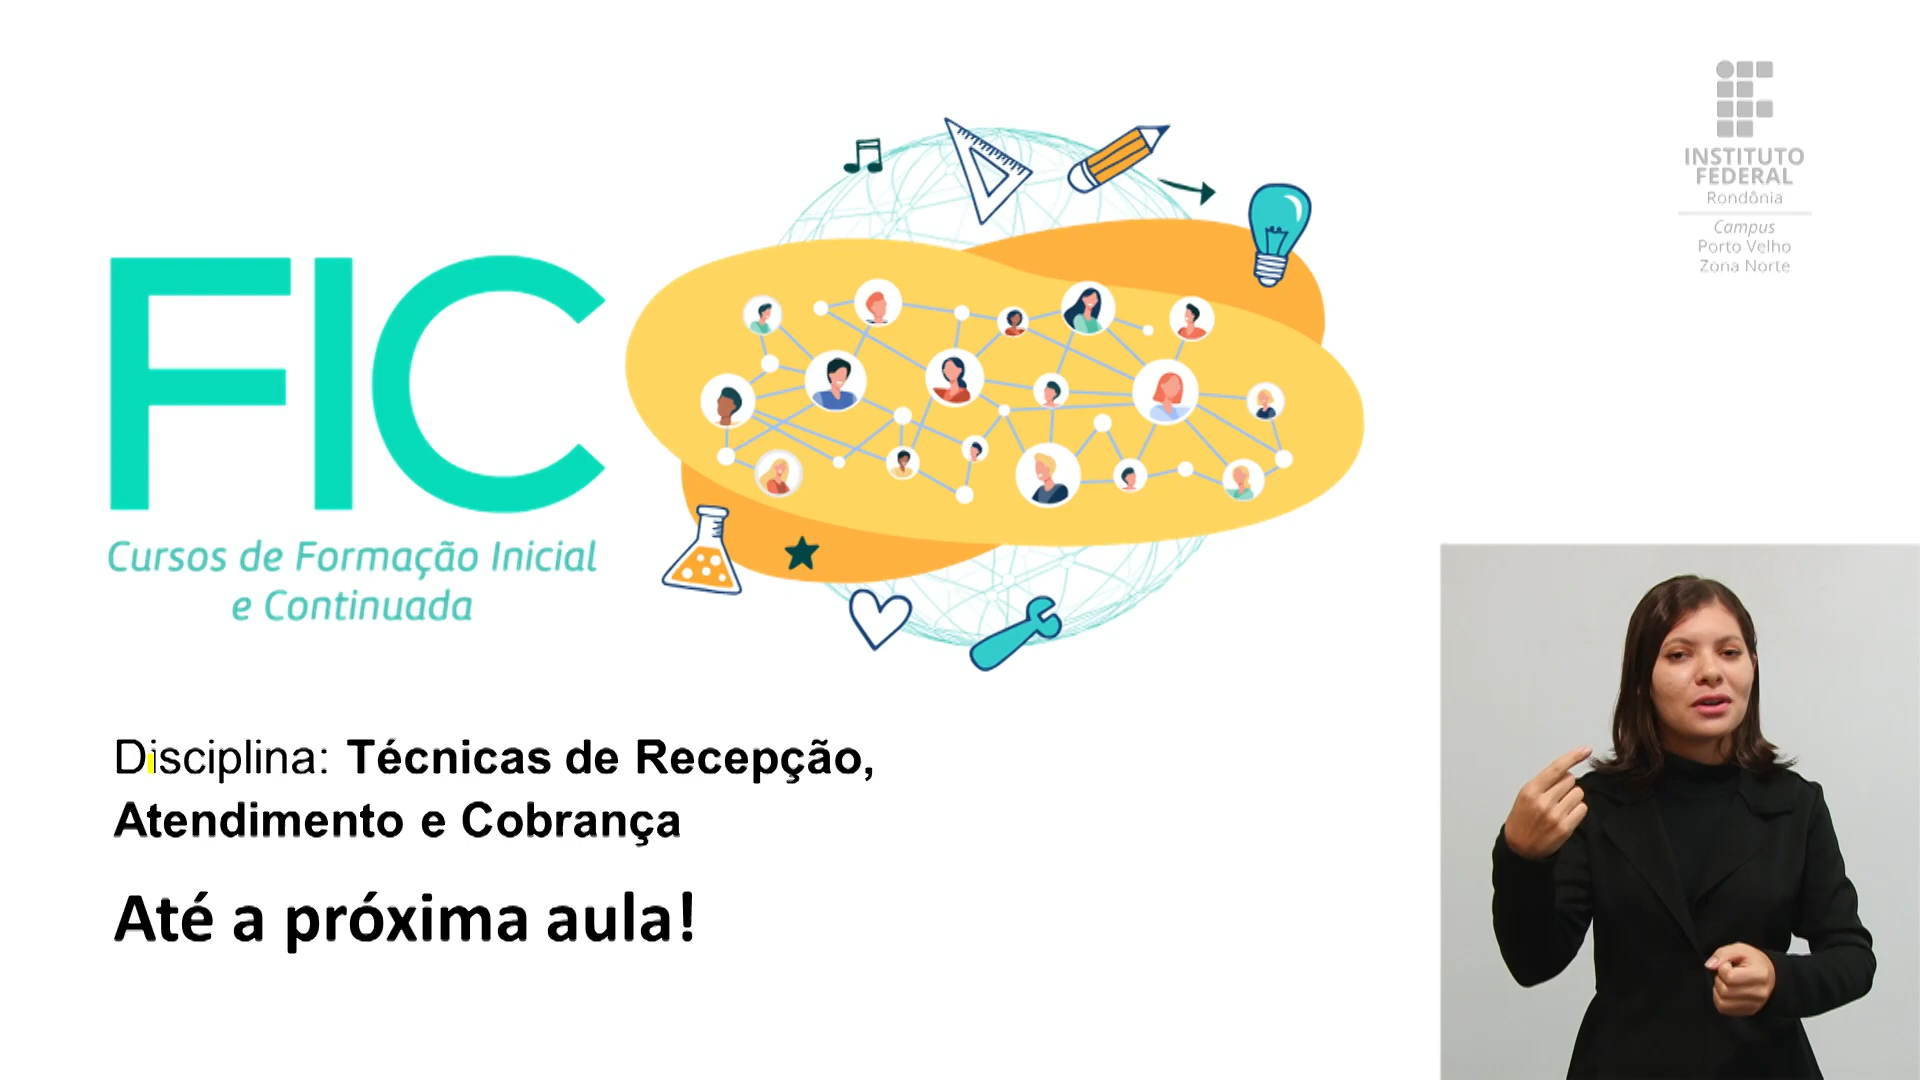 INSTITUTO
FEDERAL
Rondônia
Campus
Porto Velho
Zona Norte
FIC
Cursos de Formação Inicial
e Continuada
Disciplina: Técnicas de Recepção,
Atendimento e Cobrança
Até a próxima aula!